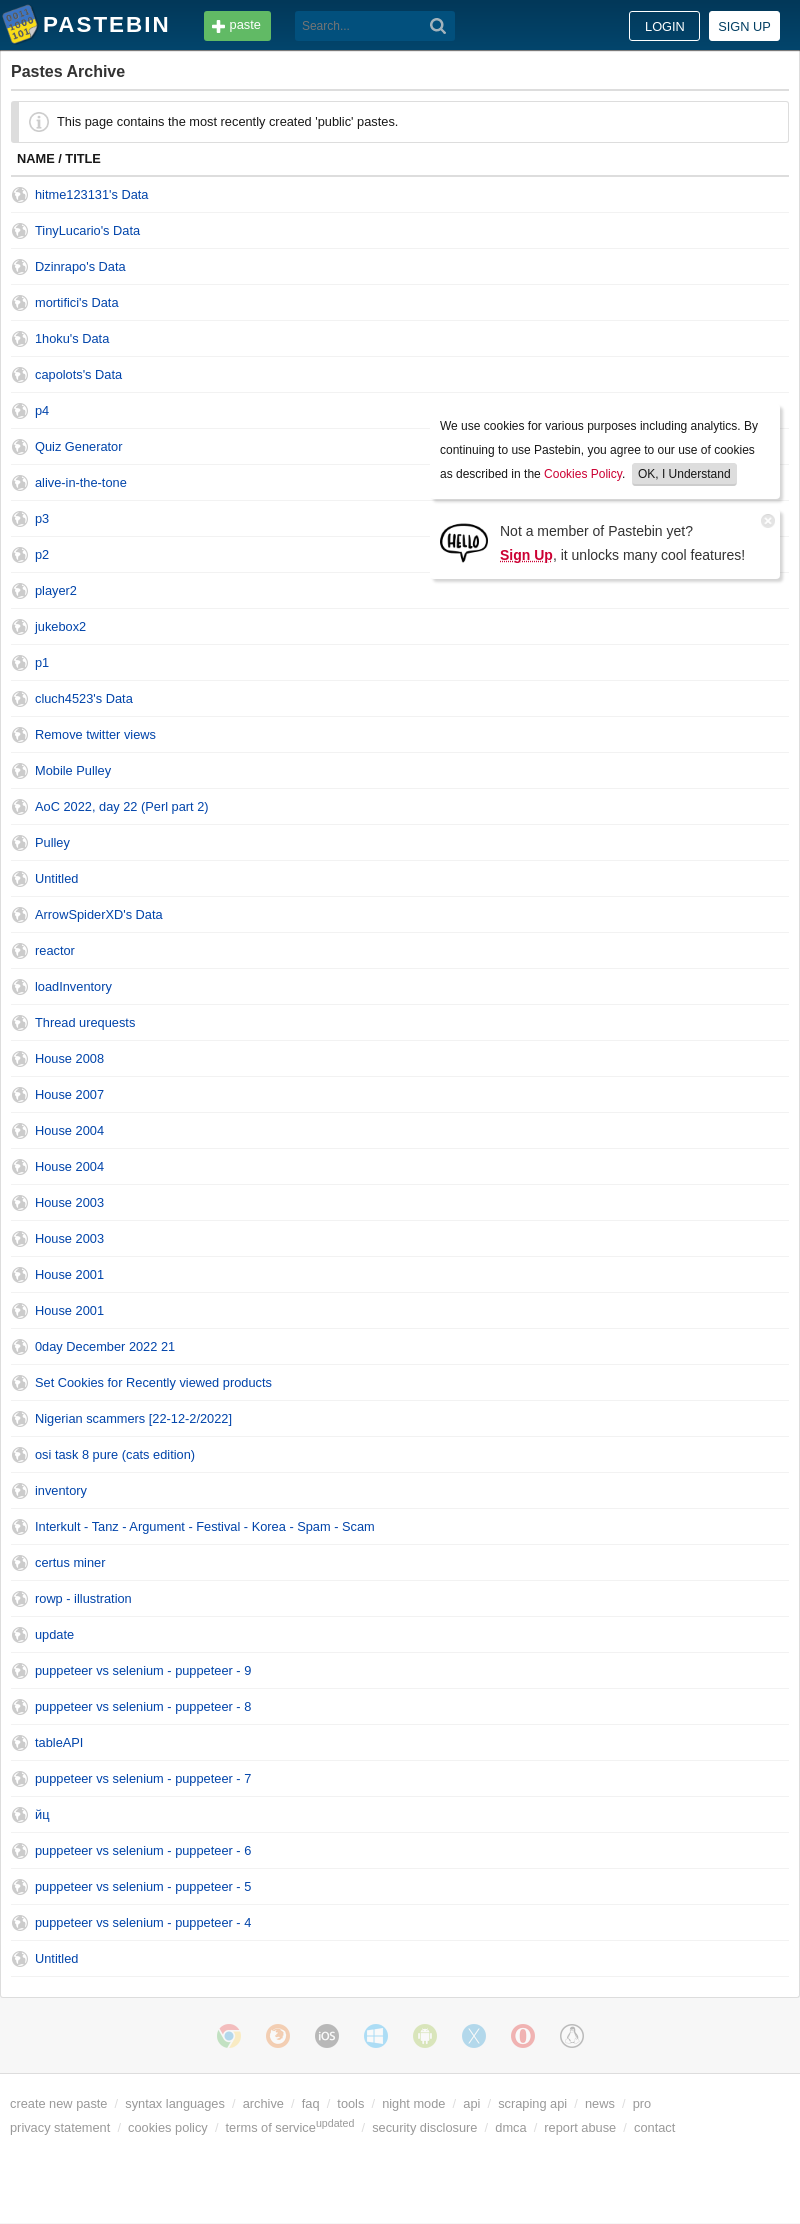 PASTEBIN
paste
Search...
LOGIN
SIGN UP
Pastes Archive
This page contains the most recently created 'public' pastes.
NAME / TITLE
hitme123131's Data
TinyLucario's Data
Dzinrapo's Data
mortifici's Data
1hoku's Data
capolots's Data
p4
Quiz Generator
alive-in-the-tone
p3
p2
player2
jukebox2
p1
cluch4523's Data
Remove twitter views
Mobile Pulley
AoC 2022, day 22 (Perl part 2)
Pulley
Untitled
ArrowSpiderXD's Data
reactor
loadInventory
Thread urequests
House 2008
House 2007
House 2004
House 2004
House 2003
House 2003
House 2001
House 2001
0day December 2022 21
Set Cookies for Recently viewed products
Nigerian scammers [22-12-2/2022]
osi task 8 pure (cats edition)
inventory
Interkult - Tanz - Argument - Festival - Korea - Spam - Scam
certus miner
rowp - illustration
update
puppeteer vs selenium - puppeteer - 9
puppeteer vs selenium - puppeteer - 8
tableAPI
puppeteer vs selenium - puppeteer - 7
йц
puppeteer vs selenium - puppeteer - 6
puppeteer vs selenium - puppeteer - 5
puppeteer vs selenium - puppeteer - 4
Untitled
We use cookies for various purposes including analytics. By
continuing to use Pastebin, you agree to our use of cookies
as described in the Cookies Policy. OK, I Understand
HELLO
Not a member of Pastebin yet?
Sign Up, it unlocks many cool features!
iOS
create new paste / syntax languages / archive / faq / tools / night mode / api / scraping api / news / pro
privacy statement / cookies policy / terms of service updated / security disclosure / dmca / report abuse / contact